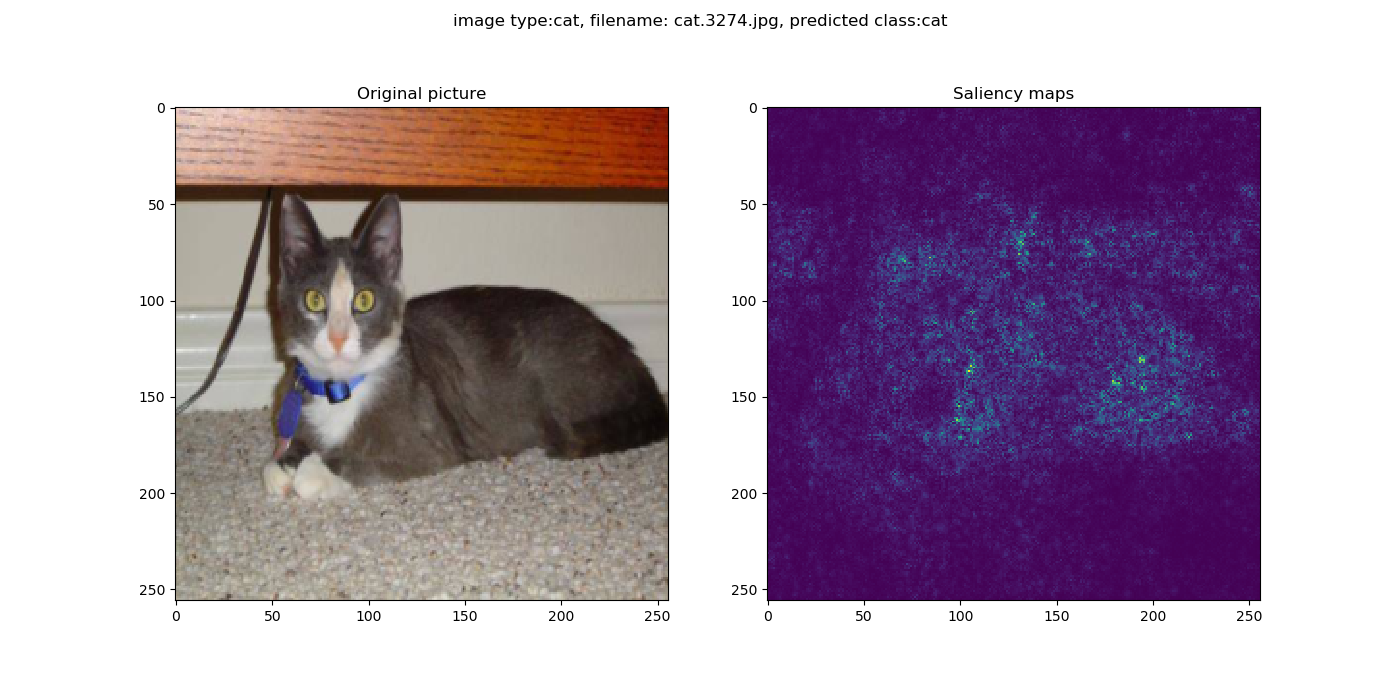 image type:cat, filename: cat.3274.jpg, predicted class:cat
Original picture
0
50
100
150
200
250
0 50 100 150 200 250
Saliency maps
0
50
100
150
200
250
0 50 100 150 200 250